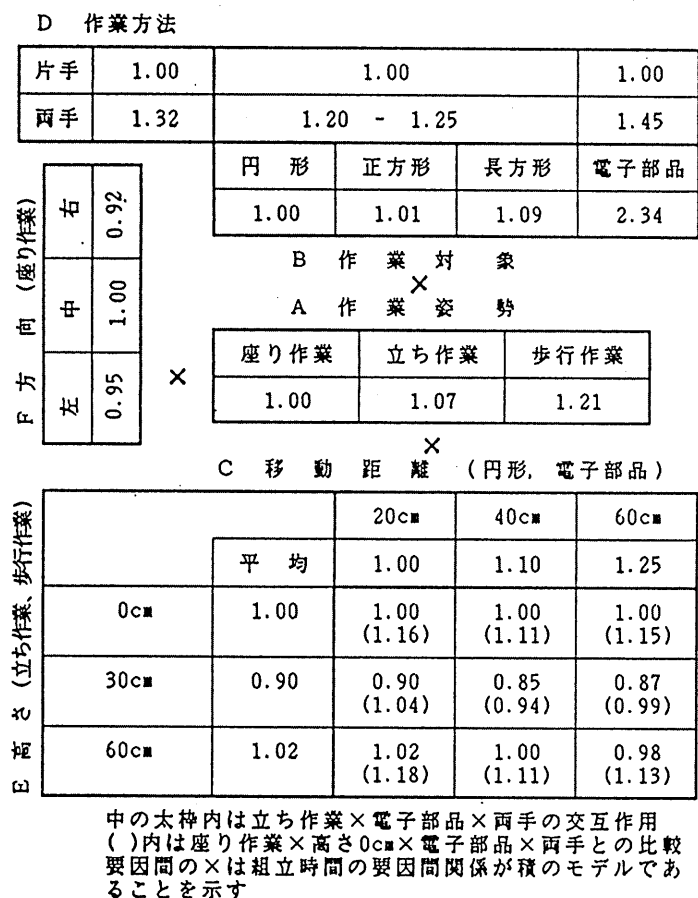 D 作業方法
片手 1.00 1.00 1.00
両手 1.32 1.20 - 1.25 1.45
円形 正方形 長方形 電子部品
1.00 1.01 1.09 2.34
B 作業対象
×
A 作業姿勢
座り作業 立ち作業 歩行作業
1.00 1.07 1.21
F 方向 (座り作業)
右 0.92
中 1.00
左 0.95
×
×
C 移動距離 (円形, 電子部品)
E 高さ (立ち作業、歩行作業)
20cm 40cm 60cm
平均 1.00 1.10 1.25
0cm 1.00 1.00 1.00 1.00
(1.16) (1.11) (1.15)
30cm 0.90 0.90 0.85 0.87
(1.04) (0.94) (0.99)
60cm 1.02 1.02 1.00 0.98
(1.18) (1.11) (1.13)
中の太枠内は立ち作業×電子部品×両手の交互作用
( )内は座り作業×高さ0cm×電子部品×両手との比較
要因間の×は組立時間の要因間関係が積のモデルであ
ることを示す